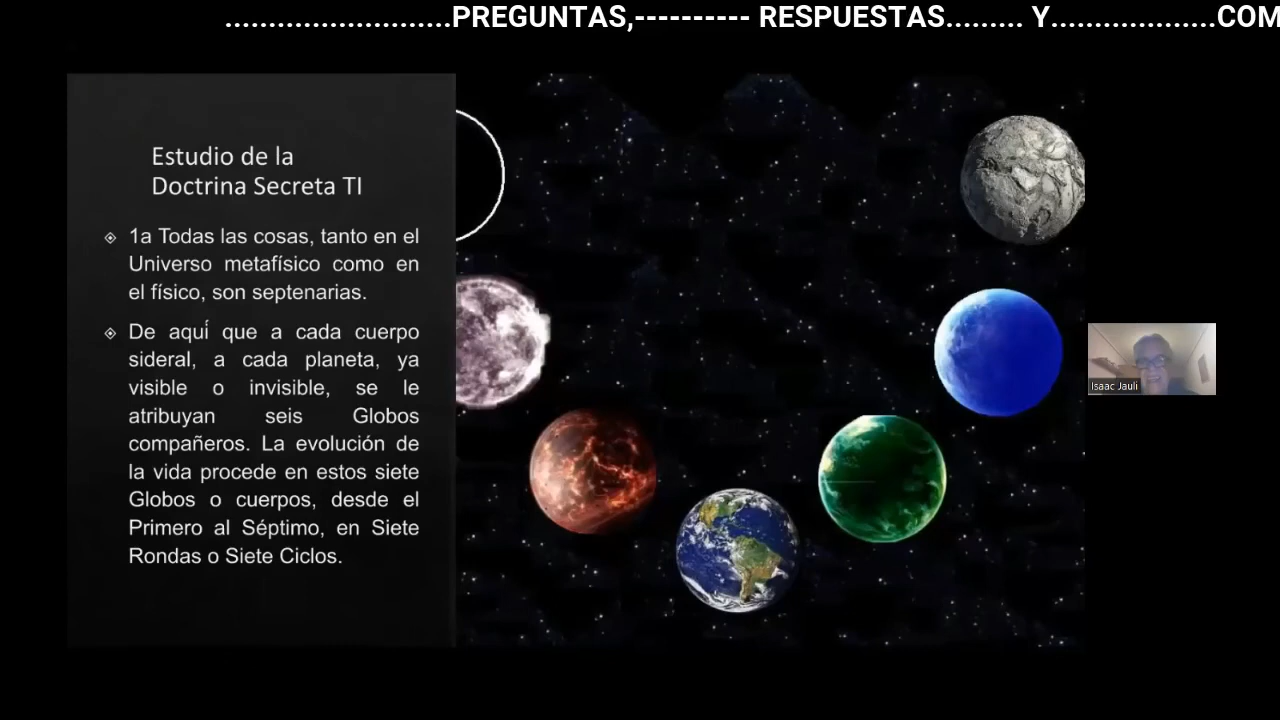 .........................PREGUNTAS,---------- RESPUESTAS........ Y..................COM
Estudio de la
Doctrina Secreta TI
1a Todas las cosas, tanto en el
Universo metafísico como en
el físico, son septenarias.
De aquí que a cada cuerpo
sideral, a cada planeta, ya
visible o invisible, se le
atribuyan seis Globos
compañeros. La evolución de
la vida procede en estos siete
Globos o cuerpos, desde el
Primero al Séptimo, en Siete
Rondas o Siete Ciclos.
Isaac Jauli